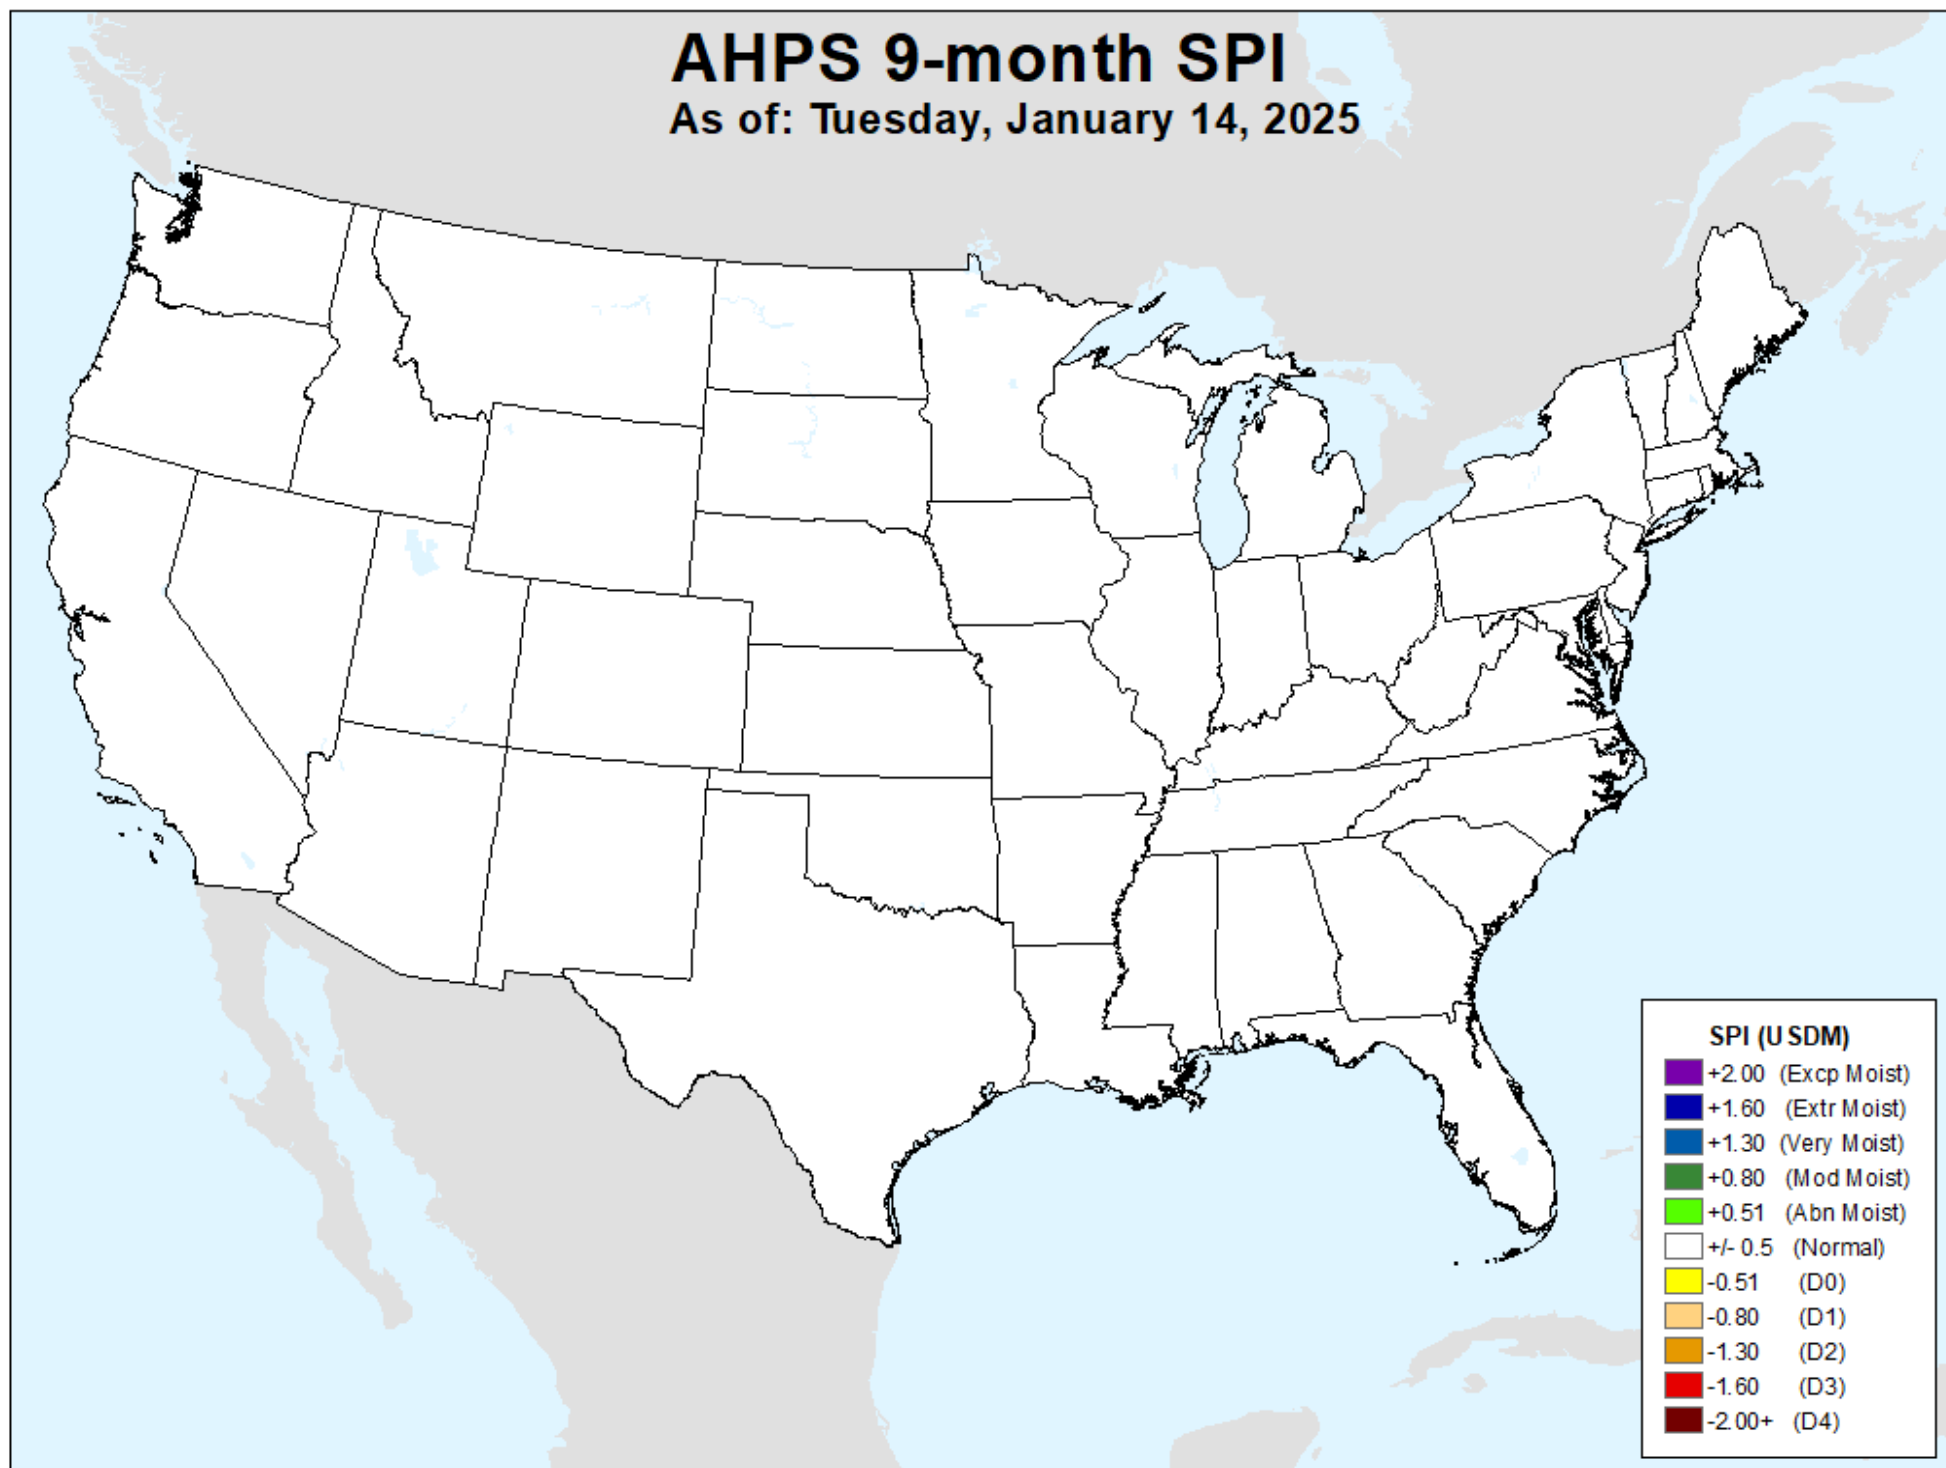 AHPS 9-month SPI
As of: Tuesday, January 14, 2025
SPI (USDM)
+2.00 (Excp Moist)
+1.60 (Extr Moist)
+1.30 (Very Moist)
+0.80 (Mod Moist)
+0.51 (Abn Moist)
+/- 0.5 (Normal)
-0.51 (D0)
-0.80 (D1)
-1.30 (D2)
-1.60 (D3)
-2.00+ (D4)